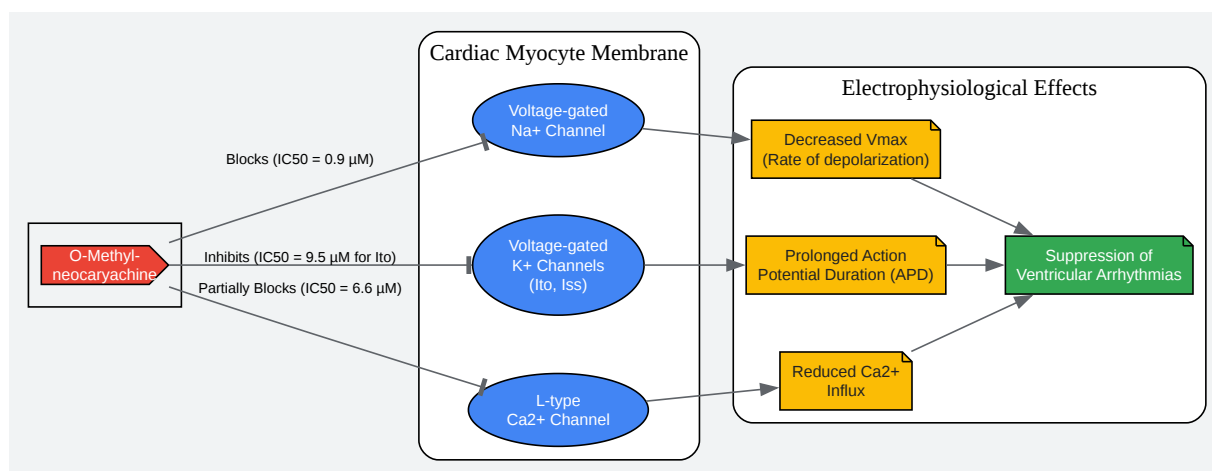 Cardiac Myocyte Membrane
Electrophysiological Effects
Voltage-gated
Na+ Channel
Decreased Vmax
(Rate of depolarization)
Blocks (IC50 = 0.9 µM)
O-Methyl-
neocaryachine
Inhibits (IC50 = 9.5 µM for Ito)
Voltage-gated
K+ Channels
(Ito, Iss)
Prolonged Action
Potential Duration (APD)
Suppression of
Ventricular Arrhythmias
Partially Blocks (IC50 = 6.6 µM)
L-type
Ca2+ Channel
Reduced Ca2+
Influx